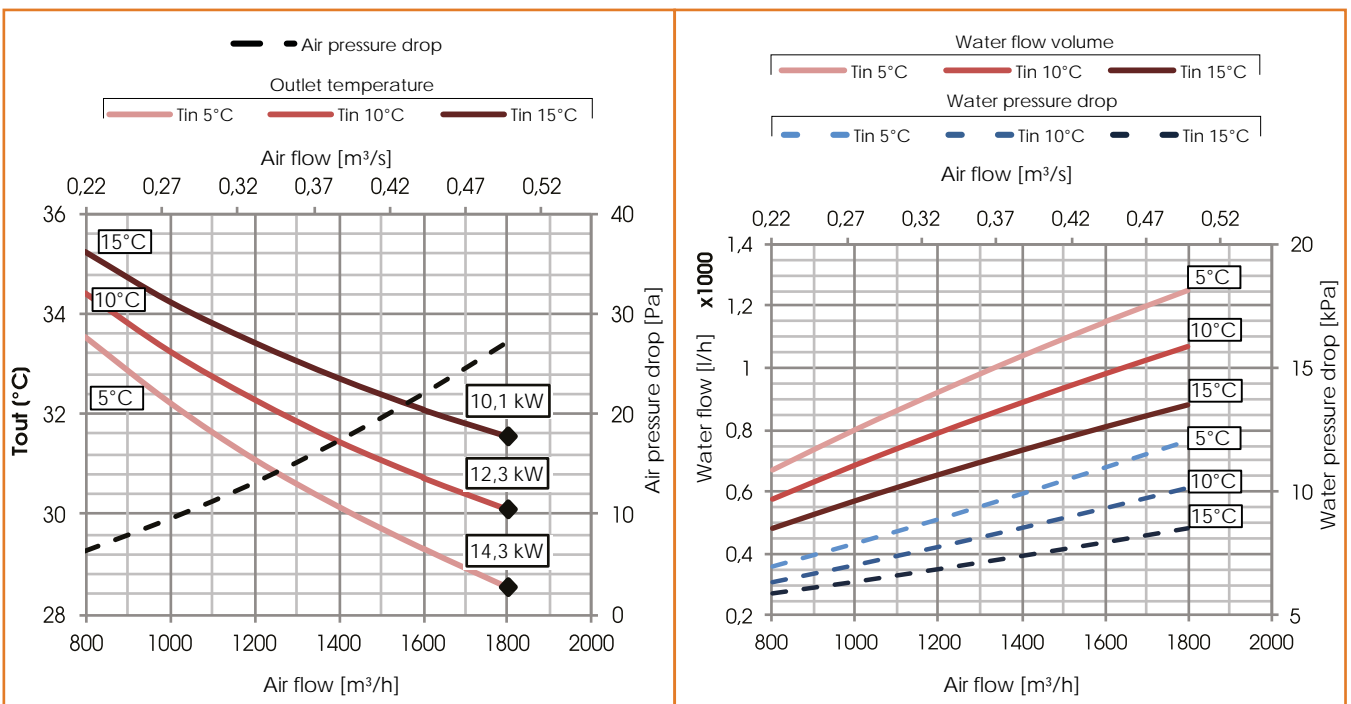 Air pressure drop
Outlet temperature
Tin 5°C Tin 10°C Tin 15°C
Air flow [m³/s]
0,22 0,27 0,32 0,37 0,42 0,47 0,52
36 40
15°C
10°C
34 30
5°C
32 20
10,1 kW
12,3 kW
30 10
14,3 kW
28 0
800 1000 1200 1400 1600 1800 2000
Air flow [m³/h]
Tout (°C)
Air pressure drop [Pa]
Water flow volume
Tin 5°C Tin 10°C Tin 15°C
Water pressure drop
Tin 5°C Tin 10°C Tin 15°C
Air flow [m³/s]
0,22 0,27 0,32 0,37 0,42 0,47 0,52
1,4 20
5°C
1,2
10°C
1 15
15°C
0,8
5°C
10°C
0,6 10
15°C
0,4
0,2 5
800 1000 1200 1400 1600 1800 2000
Air flow [m³/h]
Water flow [l/h] x1000
Water pressure drop [kPa]